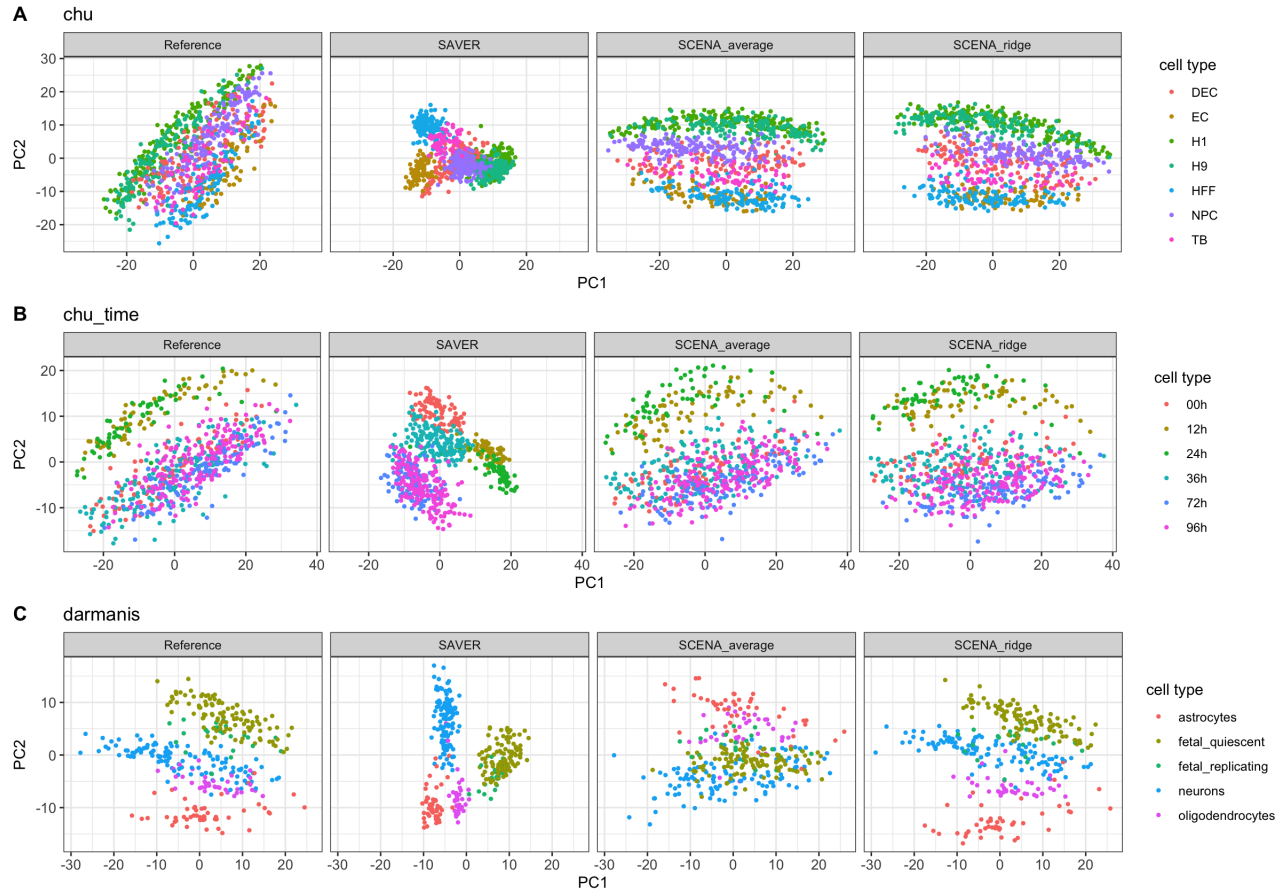 A chu
Reference SAVER SCENA_average SCENA_ridge
30
20
10
0
-10
-20
PC2
-20 0 20 -20 0 20 -20 0 20 -20 0 20
PC1
cell type
DEC
EC
H1
H9
HFF
NPC
TB
B chu_time
Reference SAVER SCENA_average SCENA_ridge
20
10
0
-10
PC2
-20 0 20 40 -20 0 20 40 -20 0 20 40 -20 0 20 40
PC1
cell type
00h
12h
24h
36h
72h
96h
C darmanis
Reference SAVER SCENA_average SCENA_ridge
10
0
-10
PC2
-30 -20 -10 0 10 20 -30 -20 -10 0 10 20 -30 -20 -10 0 10 20 -30 -20 -10 0 10 20
PC1
cell type
astrocytes
fetal_quiescent
fetal_replicating
neurons
oligodendrocytes